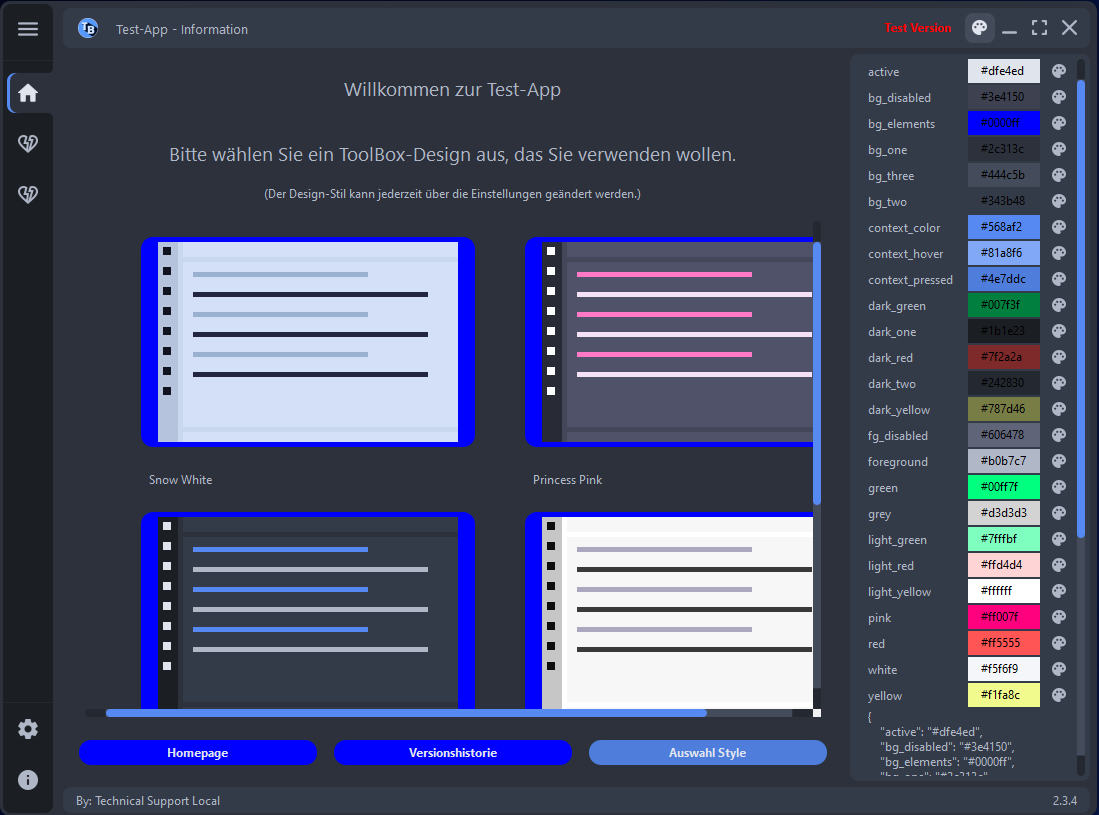 TB
Test-App - Information
Test Version
Willkommen zur Test-App
Bitte wählen Sie ein ToolBox-Design aus, das Sie verwenden wollen.
(Der Design-Stil kann jederzeit über die Einstellungen geändert werden.)
Snow White
Princess Pink
Homepage
Versionshistorie
Auswahl Style
active #dfe4ed
bg_disabled #3e4150
bg_elements #0000ff
bg_one #2c313c
bg_three #444c5b
bg_two #343b48
context_color #568af2
context_hover #81a8f6
context_pressed #4e7ddc
dark_green #007f3f
dark_one #1b1e23
dark_red #7f2a2a
dark_two #242830
dark_yellow #787d46
fg_disabled #606478
foreground #b0b7c7
green #00ff7f
grey #d3d3d3
light_green #7fffbf
light_red #ffd4d4
light_yellow #ffffff
pink #ff007f
red #ff5555
white #f5f6f9
yellow #f1fa8c
{
"active": "#dfe4ed",
"bg_disabled": "#3e4150",
"bg_elements": "#0000ff",
"bg_one": "#2c313c",
By: Technical Support Local
2.3.4